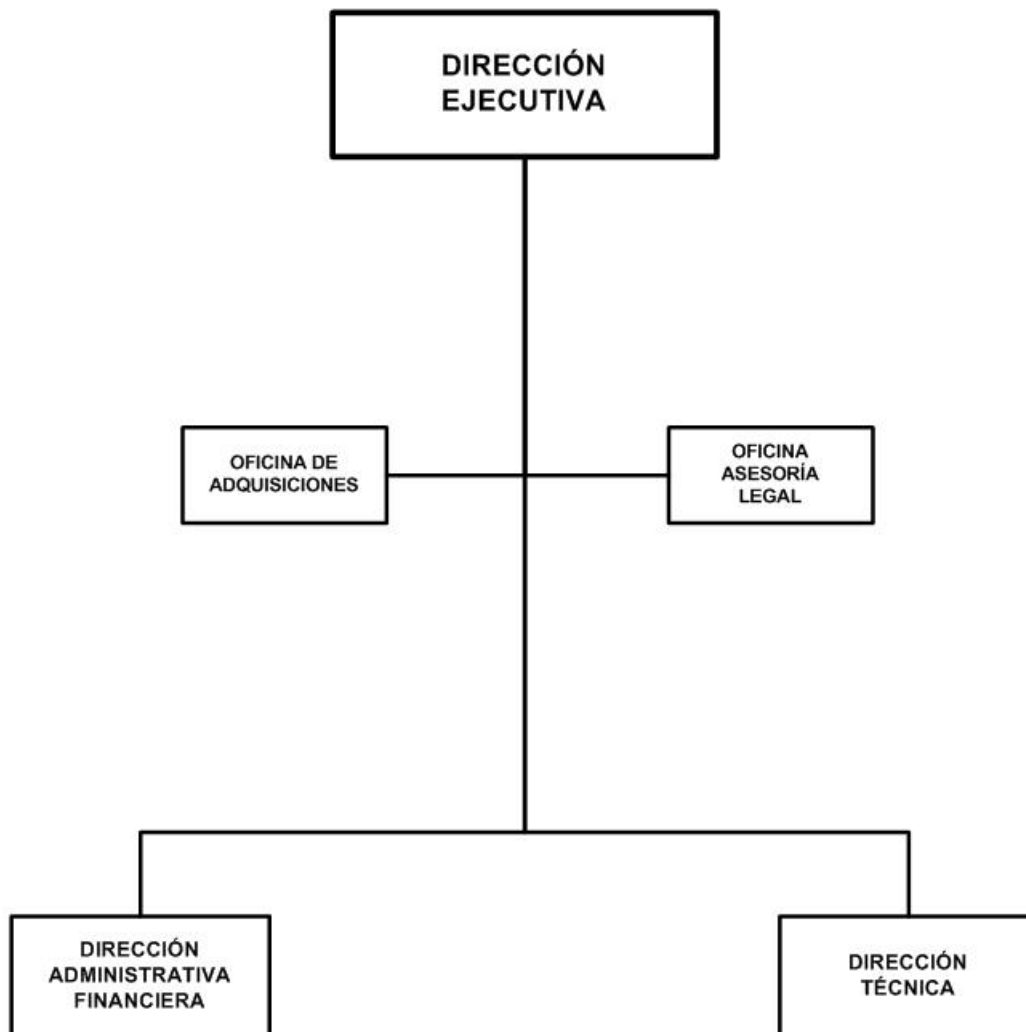 DIRECCIÓN
EJECUTIVA
OFICINA DE
ADQUISICIONES
OFICINA
ASESORÍA
LEGAL
DIRECCIÓN
ADMINISTRATIVA
FINANCIERA
DIRECCIÓN
TÉCNICA